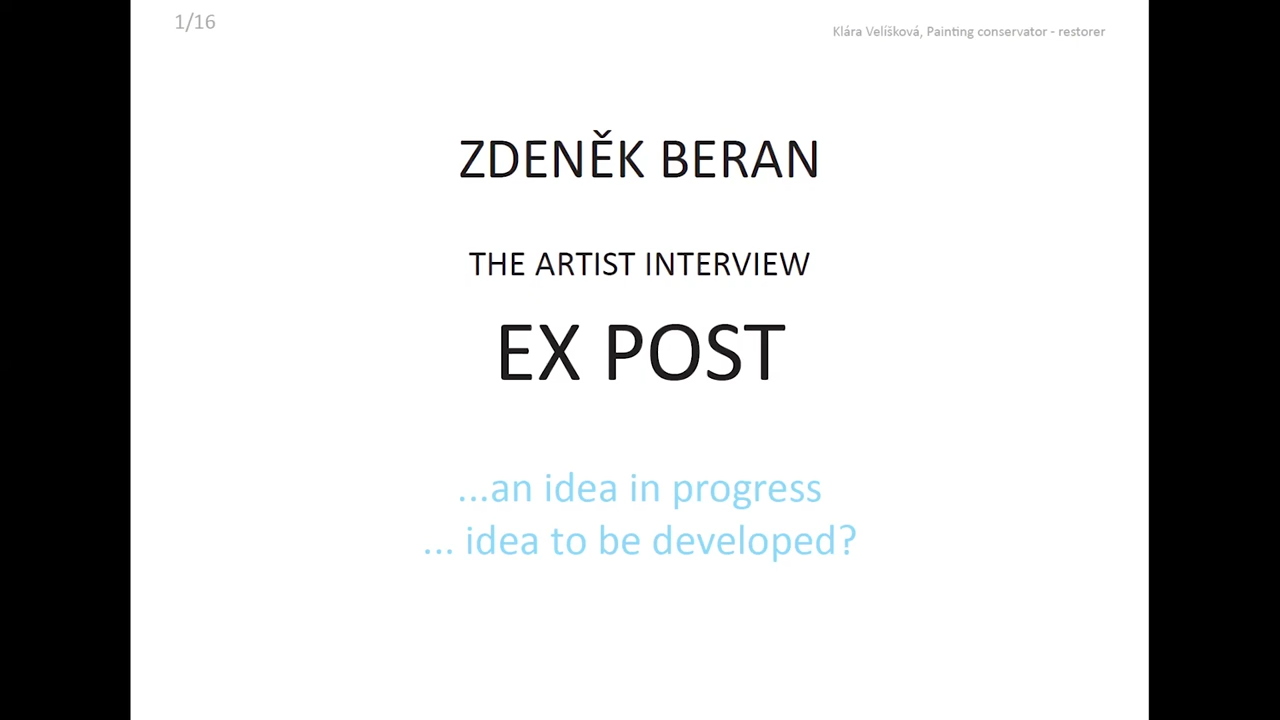 1/16
Klára Velíšková, Painting conservator - restorer
ZDENĚK BERAN
THE ARTIST INTERVIEW
EX POST
...an idea in progress
... idea to be developed?